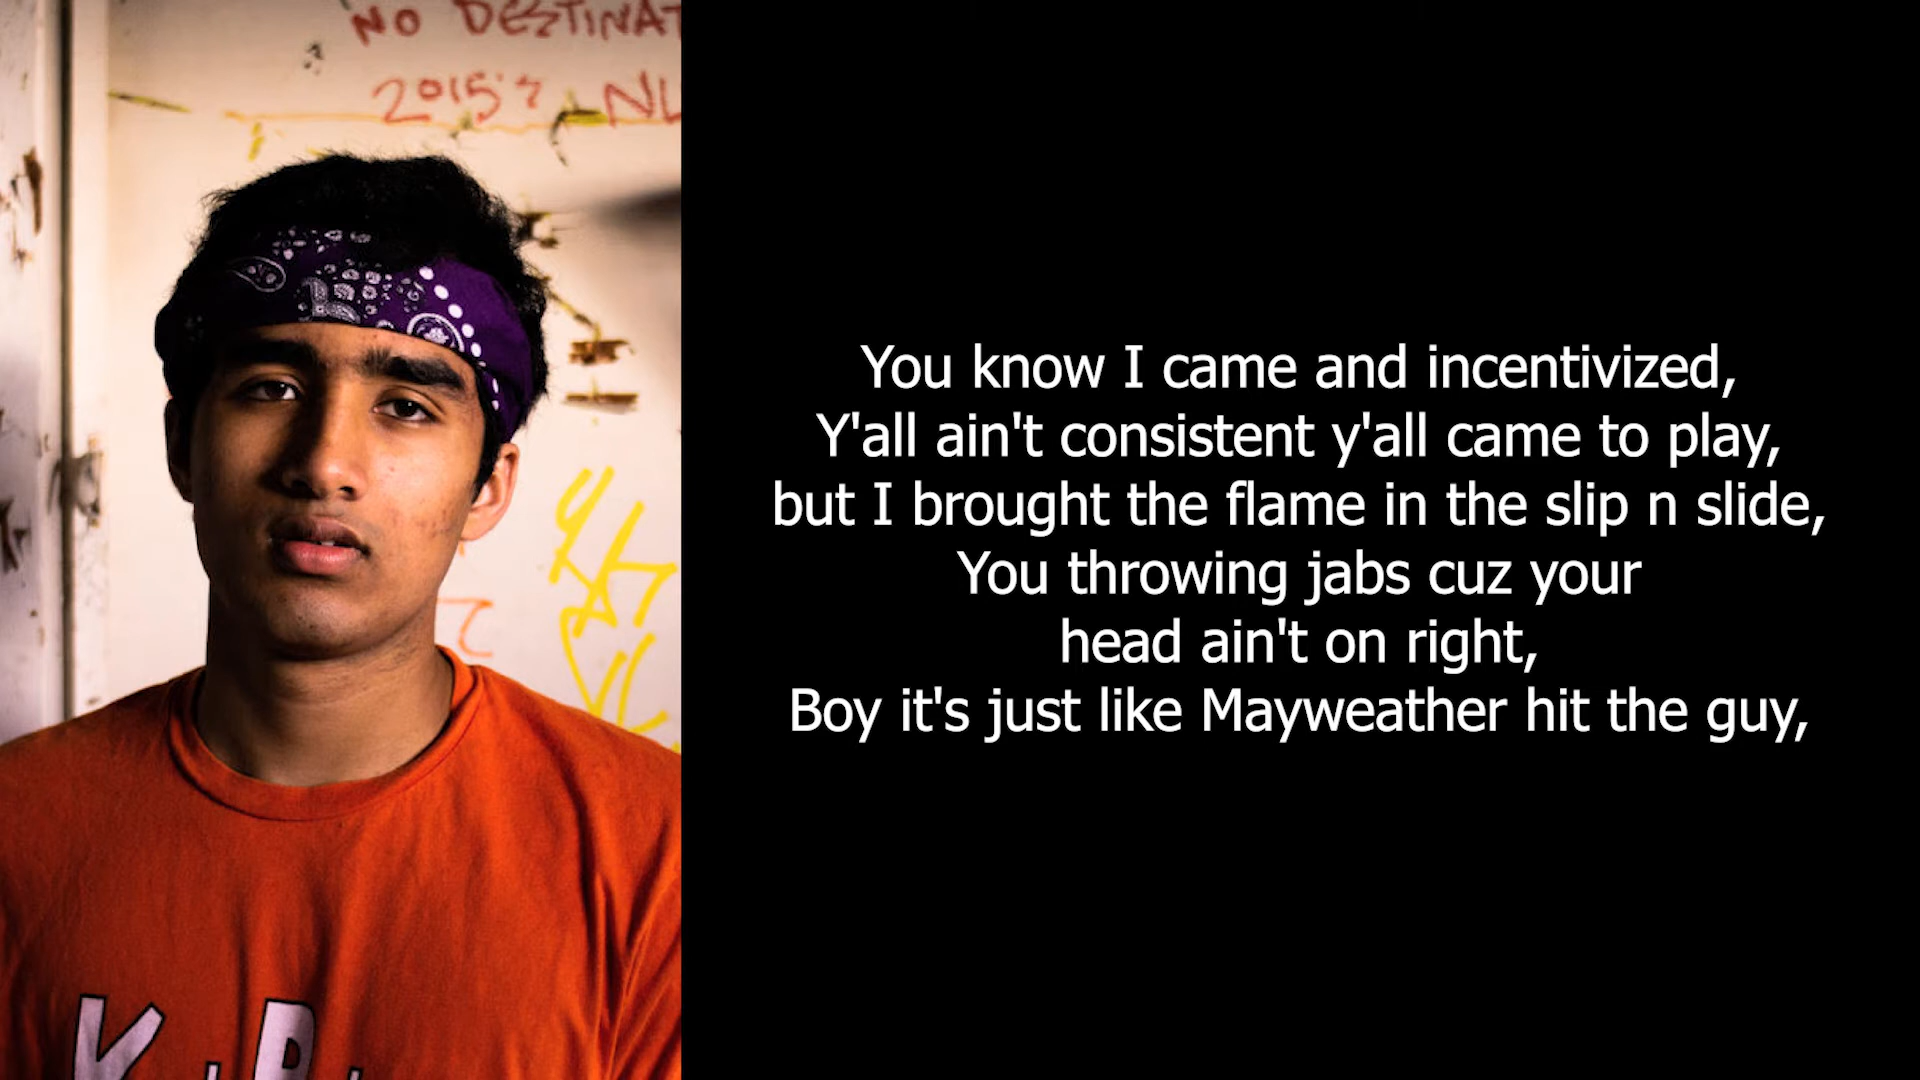 NO DESTINAT
2015's NL
You know I came and incentivized,
Y'all ain't consistent y'all came to play,
but I brought the flame in the slip n slide,
You throwing jabs cuz your
head ain't on right,
Boy it's just like Mayweather hit the guy,